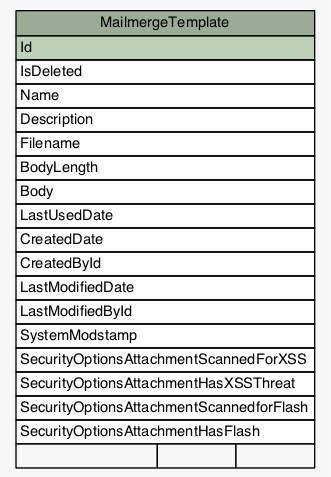 MailmergeTemplate
Id
IsDeleted
Name
Description
Filename
BodyLength
Body
LastUsedDate
CreatedDate
CreatedById
LastModifiedDate
LastModifiedById
SystemModstamp
SecurityOptionsAttachmentScannedForXSS
SecurityOptionsAttachmentHasXSSThreat
SecurityOptionsAttachmentScannedforFlash
SecurityOptionsAttachmentHasFlash